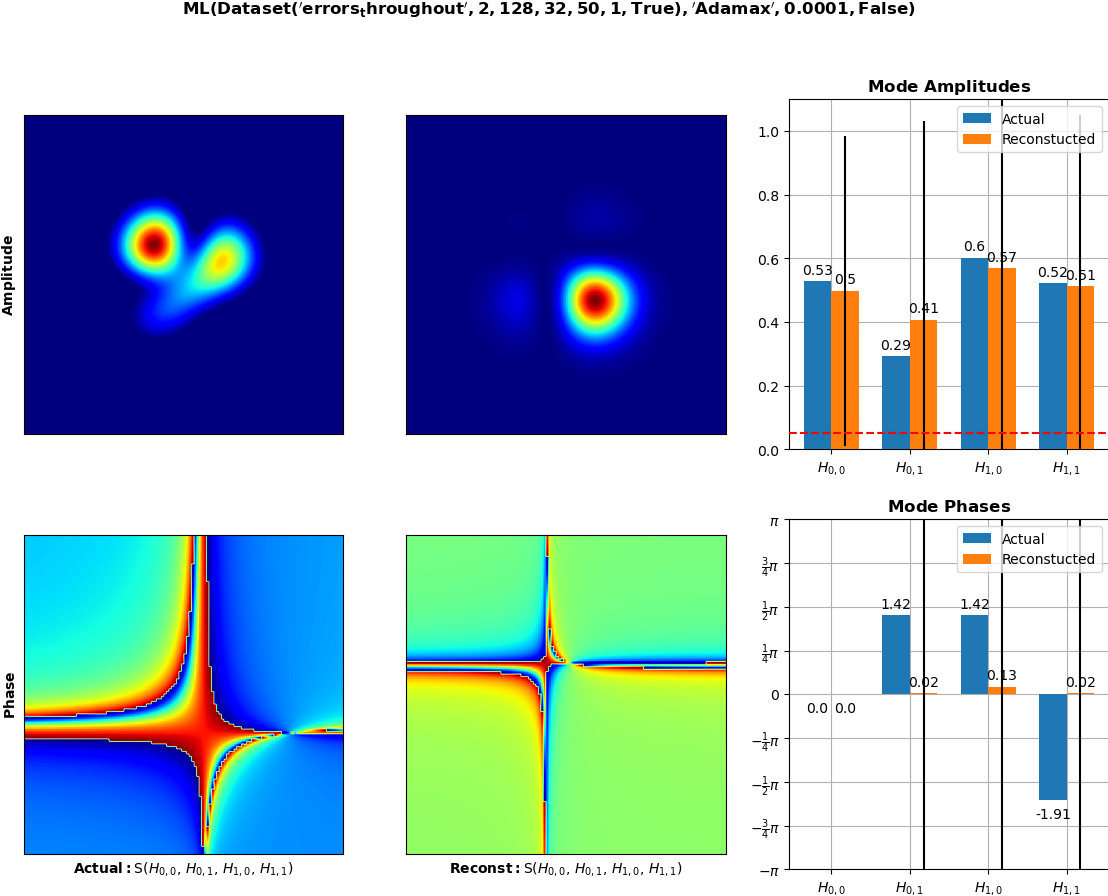 ML(Dataset('errors_throughout', 2, 128, 32, 50, 1, True), 'Adamax', 0.0001, False)
Amplitude
Mode Amplitudes
Actual
Reconstucted
1.0
0.8
0.6
0.4
0.2
0.0
0.53
0.5
0.29
0.41
0.6
0.57
0.52
0.51
H0,0
H0,1
H1,0
H1,1
Phase
Actual: S(H0,0, H0,1, H1,0, H1,1)
Reconst: S(H0,0, H0,1, H1,0, H1,1)
Mode Phases
Actual
Reconstucted
π
3/4π
1/2π
1/4π
0
−1/4π
−1/2π
−3/4π
−π
0.0
0.0
1.42
0.02
1.42
0.13
-1.91
0.02
H0,0
H0,1
H1,0
H1,1